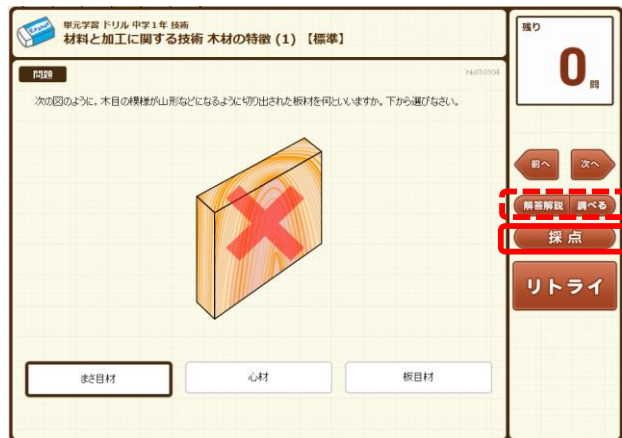 単元学習 ドリル 中学1年 技術
材料と加工に関する技術 木材の特徴 (1) 【標準】
問題
hk010104
次の図のように，木目の模様が山形などになるように切り出された板材を何といいますか。下から選びなさい。
まさ目材
心材
板目材
残り
0
問
前へ
次へ
解答解説
調べる
採点
リトライ